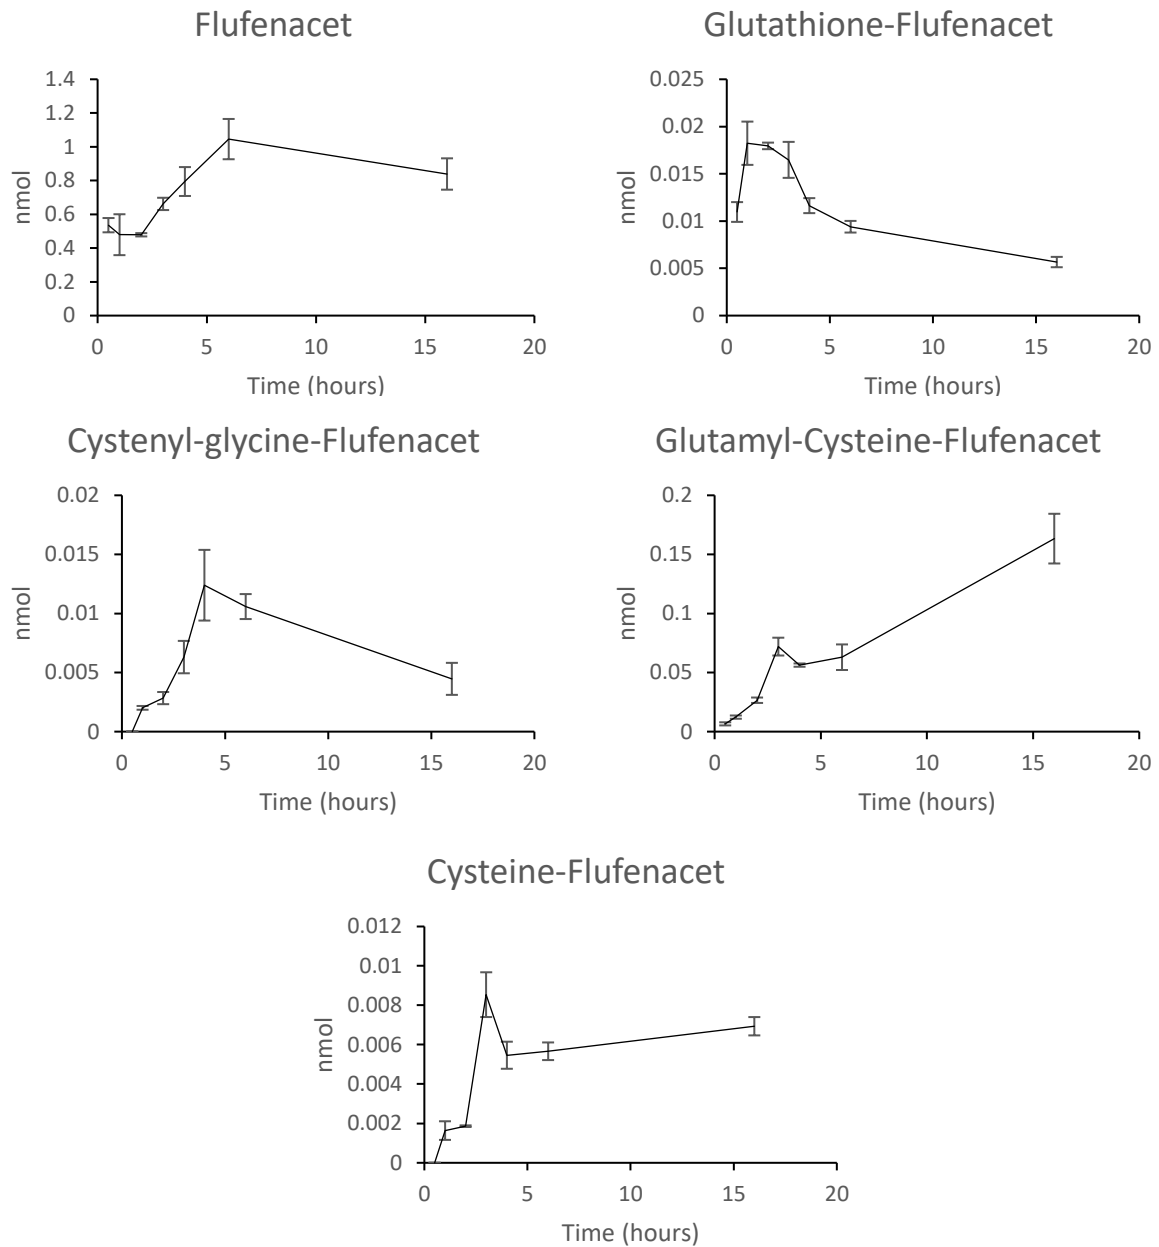 Flufenacet
1.4
1.2
1
0.8
0.6
0.4
0.2
0
nmol
0 5 10 15 20
Time (hours)
Glutathione-Flufenacet
0.025
0.02
0.015
0.01
0.005
0
nmol
0 5 10 15 20
Time (hours)
Cystenyl-glycine-Flufenacet
0.02
0.015
0.01
0.005
0
nmol
0 5 10 15 20
Time (hours)
Glutamyl-Cysteine-Flufenacet
0.2
0.15
0.1
0.05
0
nmol
0 5 10 15 20
Time (hours)
Cysteine-Flufenacet
0.012
0.01
0.008
0.006
0.004
0.002
0
nmol
0 5 10 15 20
Time (hours)